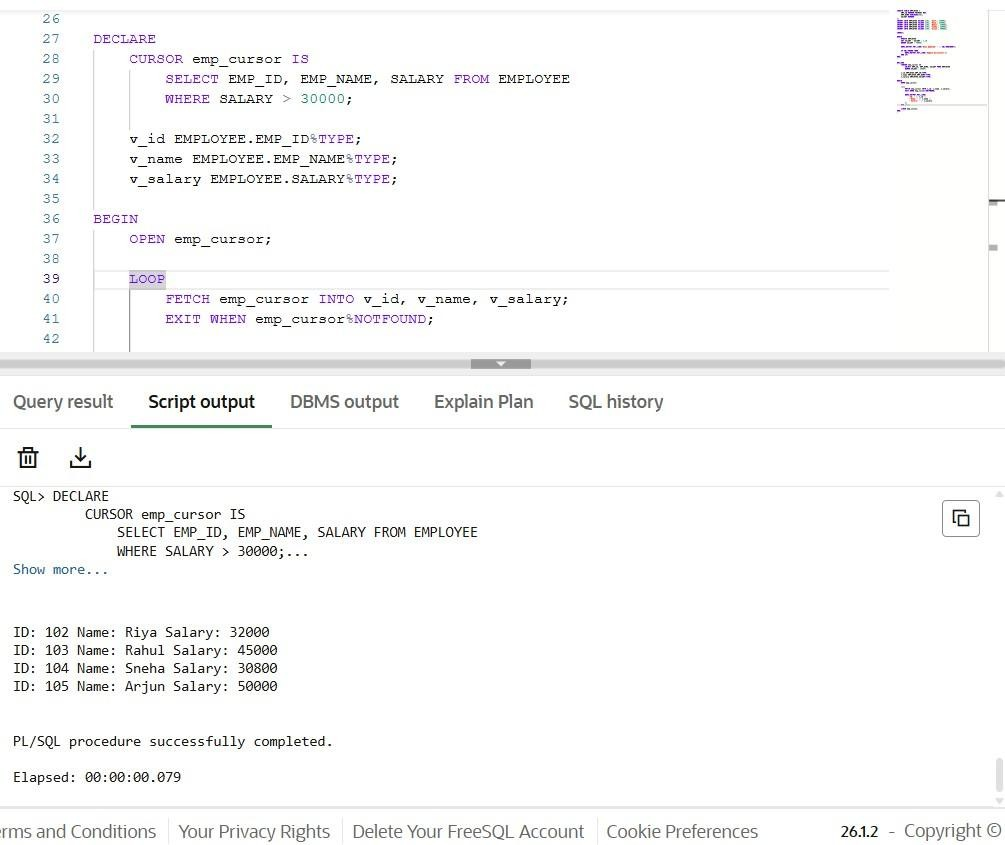 26
27 DECLARE
28 CURSOR emp_cursor IS
29 SELECT EMP_ID, EMP_NAME, SALARY FROM EMPLOYEE
30 WHERE SALARY > 30000;
31
32 v_id EMPLOYEE.EMP_ID%TYPE;
33 v_name EMPLOYEE.EMP_NAME%TYPE;
34 v_salary EMPLOYEE.SALARY%TYPE;
35
36 BEGIN
37 OPEN emp_cursor;
38
39 LOOP
40 FETCH emp_cursor INTO v_id, v_name, v_salary;
41 EXIT WHEN emp_cursor%NOTFOUND;
42
Query result Script output DBMS output Explain Plan SQL history
SQL> DECLARE
CURSOR emp_cursor IS
SELECT EMP_ID, EMP_NAME, SALARY FROM EMPLOYEE
WHERE SALARY > 30000;...
Show more...
ID: 102 Name: Riya Salary: 32000
ID: 103 Name: Rahul Salary: 45000
ID: 104 Name: Sneha Salary: 30800
ID: 105 Name: Arjun Salary: 50000
PL/SQL procedure successfully completed.
Elapsed: 00:00:00.079
erms and Conditions Your Privacy Rights Delete Your FreeSQL Account Cookie Preferences 26.1.2 - Copyright ©